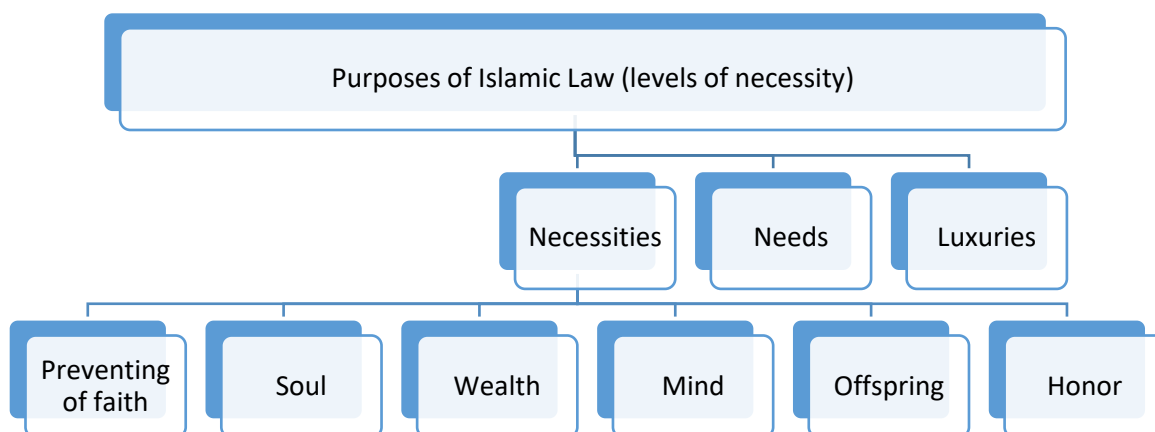 Purposes of Islamic Law (levels of necessity)
Necessities
Needs
Luxuries
Preventing
of faith
Soul
Wealth
Mind
Offspring
Honor